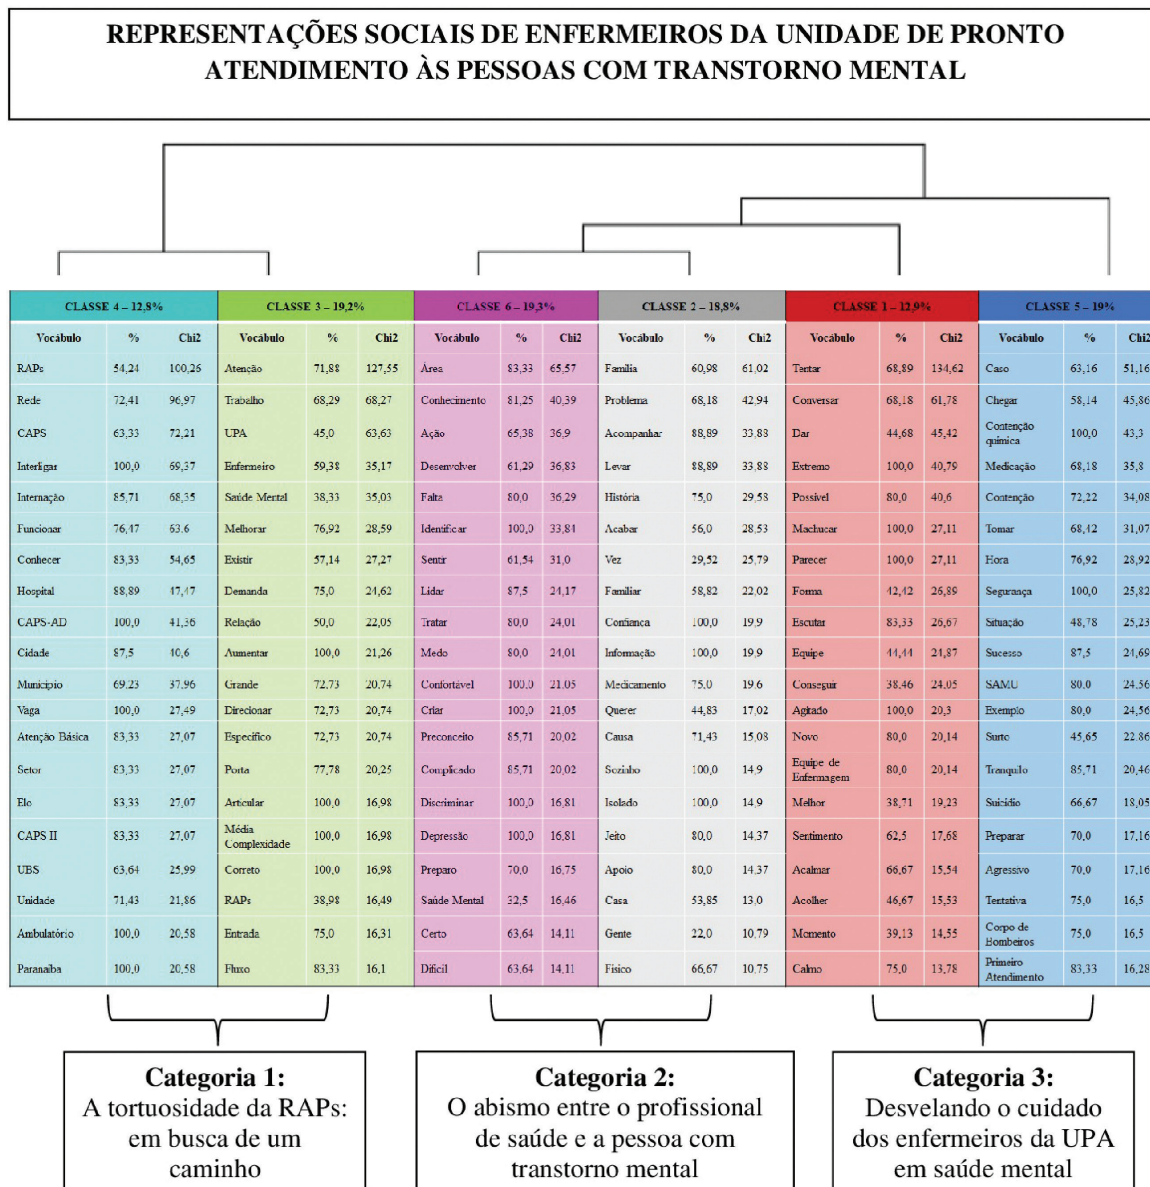 REPRESENTAÇÕES SOCIAIS DE ENFERMEIROS DA UNIDADE DE PRONTO
ATENDIMENTO ÀS PESSOAS COM TRANSTORNO MENTAL
CLASSE 4 – 12,8% CLASSE 3 – 19,2% CLASSE 6 – 19,3% CLASSE 2 – 18,8% CLASSE 1 – 12,9% CLASSE 5 – 19%
Vocábulo % Chi2 Vocábulo % Chi2 Vocábulo % Chi2 Vocábulo % Chi2 Vocábulo % Chi2 Vocábulo % Chi2
RAPs 54,24 100,26 Atenção 71,88 127,55 Área 83,33 65,57 Família 60,98 61,02 Tentar 68,89 134,62 Caso 63,16 51,16
Rede 72,41 96,97 Trabalho 68,29 68,27 Conhecimento 81,25 40,39 Problema 68,18 42,94 Conversar 68,18 61,78 Chegar 58,14 45,86
CAPS 63,33 72,21 UPA 45,0 63,63 Ação 65,38 36,9 Acompanhar 88,89 33,88 Dar 44,68 45,42 Contenção química 100,0 43,3
Interligar 100,0 69,37 Enfermeiro 59,38 35,17 Desenvolver 61,29 36,83 Levar 88,89 33,88 Extremo 100,0 40,79 Medicação 68,18 35,8
Internação 85,71 68,35 Saúde Mental 38,33 35,03 Falta 80,0 36,29 História 75,0 29,58 Possível 80,0 40,6 Contenção 72,22 34,08
Funcionar 76,47 63,6 Melhorar 76,92 28,59 Identificar 100,0 33,84 Acabar 56,0 28,53 Machucar 100,0 27,11 Tomar 68,42 31,07
Conhecer 83,33 54,65 Existir 57,14 27,27 Sentir 61,54 31,0 Vez 29,52 25,79 Parecer 100,0 27,11 Hora 76,92 28,92
Hospital 88,89 47,47 Demanda 75,0 24,62 Lidar 87,5 24,17 Familiar 58,82 22,02 Forma 42,42 26,89 Segurança 100,0 25,82
CAPS-AD 100,0 41,36 Relação 50,0 22,05 Tratar 80,0 24,01 Confiança 100,0 19,9 Escutar 83,33 26,67 Situação 48,78 25,23
Cidade 87,5 40,6 Aumentar 100,0 21,26 Medo 80,0 24,01 Informação 100,0 19,9 Equipe 44,44 24,87 Sucesso 87,5 24,69
Município 69,23 37,96 Grande 72,73 20,74 Confortável 100,0 21,05 Medicamento 75,0 19,6 Conseguir 38,46 24,05 SAMU 80,0 24,56
Vaga 100,0 27,49 Direcionar 72,73 20,74 Criar 100,0 21,05 Querer 44,83 17,02 Agitado 100,0 20,3 Exemplo 80,0 24,56
Atenção Básica 83,33 27,07 Específico 72,73 20,74 Preconceito 85,71 20,02 Causa 71,43 15,08 Novo 80,0 20,14 Surto 45,65 22,86
Setor 83,33 27,07 Porta 77,78 20,25 Complicado 85,71 20,02 Sozinho 100,0 14,9 Equipe de Enfermagem 80,0 20,14 Tranquilo 85,71 20,46
Elo 83,33 27,07 Articular 100,0 16,98 Discriminar 100,0 16,81 Isolado 100,0 14,9 Melhor 38,71 19,23 Suicídio 66,67 18,05
CAPS II 83,33 27,07 Média Complexidade 100,0 16,98 Depressão 100,0 16,81 Jeito 80,0 14,37 Sentimento 62,5 17,68 Preparar 70,0 17,16
UBS 63,64 25,99 Correto 100,0 16,98 Preparo 70,0 16,75 Apoio 80,0 14,37 Acalmar 66,67 15,54 Agressivo 70,0 17,16
Unidade 71,43 21,86 RAPs 38,98 16,49 Saúde Mental 32,5 16,46 Casa 53,85 13,0 Acolher 46,67 15,53 Tentativa 75,0 16,5
Ambulatório 100,0 20,58 Entrada 75,0 16,31 Certo 63,64 14,11 Gente 22,0 10,79 Momento 39,13 14,55 Corpo de Bombeiros 75,0 16,5
Paranaíba 100,0 20,58 Fluxo 83,33 16,1 Difícil 63,64 14,11 Físico 66,67 10,75 Calmo 75,0 13,78 Primeiro Atendimento 83,33 16,28
Categoria 1:
A tortuosidade da RAPs:
em busca de um
caminho
Categoria 2:
O abismo entre o profissional
de saúde e a pessoa com
transtorno mental
Categoria 3:
Desvelando o cuidado
dos enfermeiros da UPA
em saúde mental